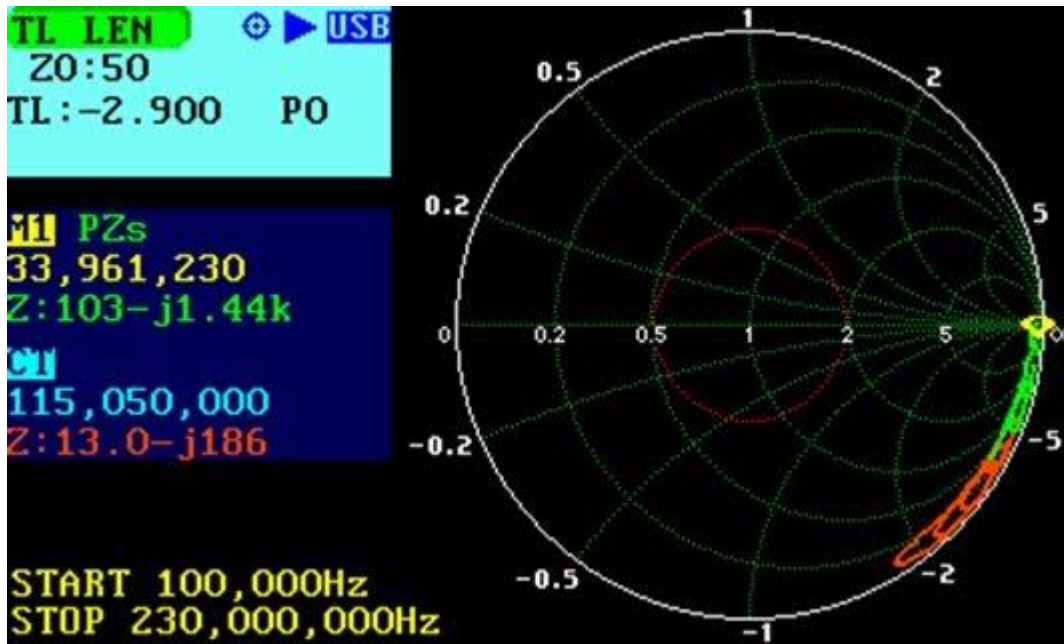 TL LEN USB
Z0:50
TL:-2.900 PO
M1 PZs
33,961,230
Z:103-j1.44k
CT
115,050,000
Z:13.0-j186
START 100,000Hz
STOP 230,000,000Hz
1
0.5
2
0.2
5
0 0.2 0.5 1 2 5
-0.2
-5
-0.5
-2
-1